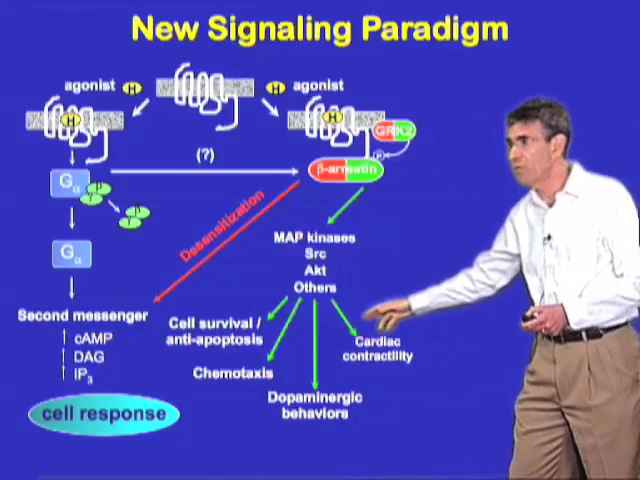 New Signaling Paradigm
agonist
H
H
agonist
H
H
GRK2
P
(?)
β-arrestin
Gα
β
γ
β
γ
Desensitization
Gα
MAP kinases
Src
Akt
Others
Second messenger
cAMP
DAG
IP3
cell response
Cell survival /
anti-apoptosis
Chemotaxis
Dopaminergic
behaviors
Cardiac
contractility